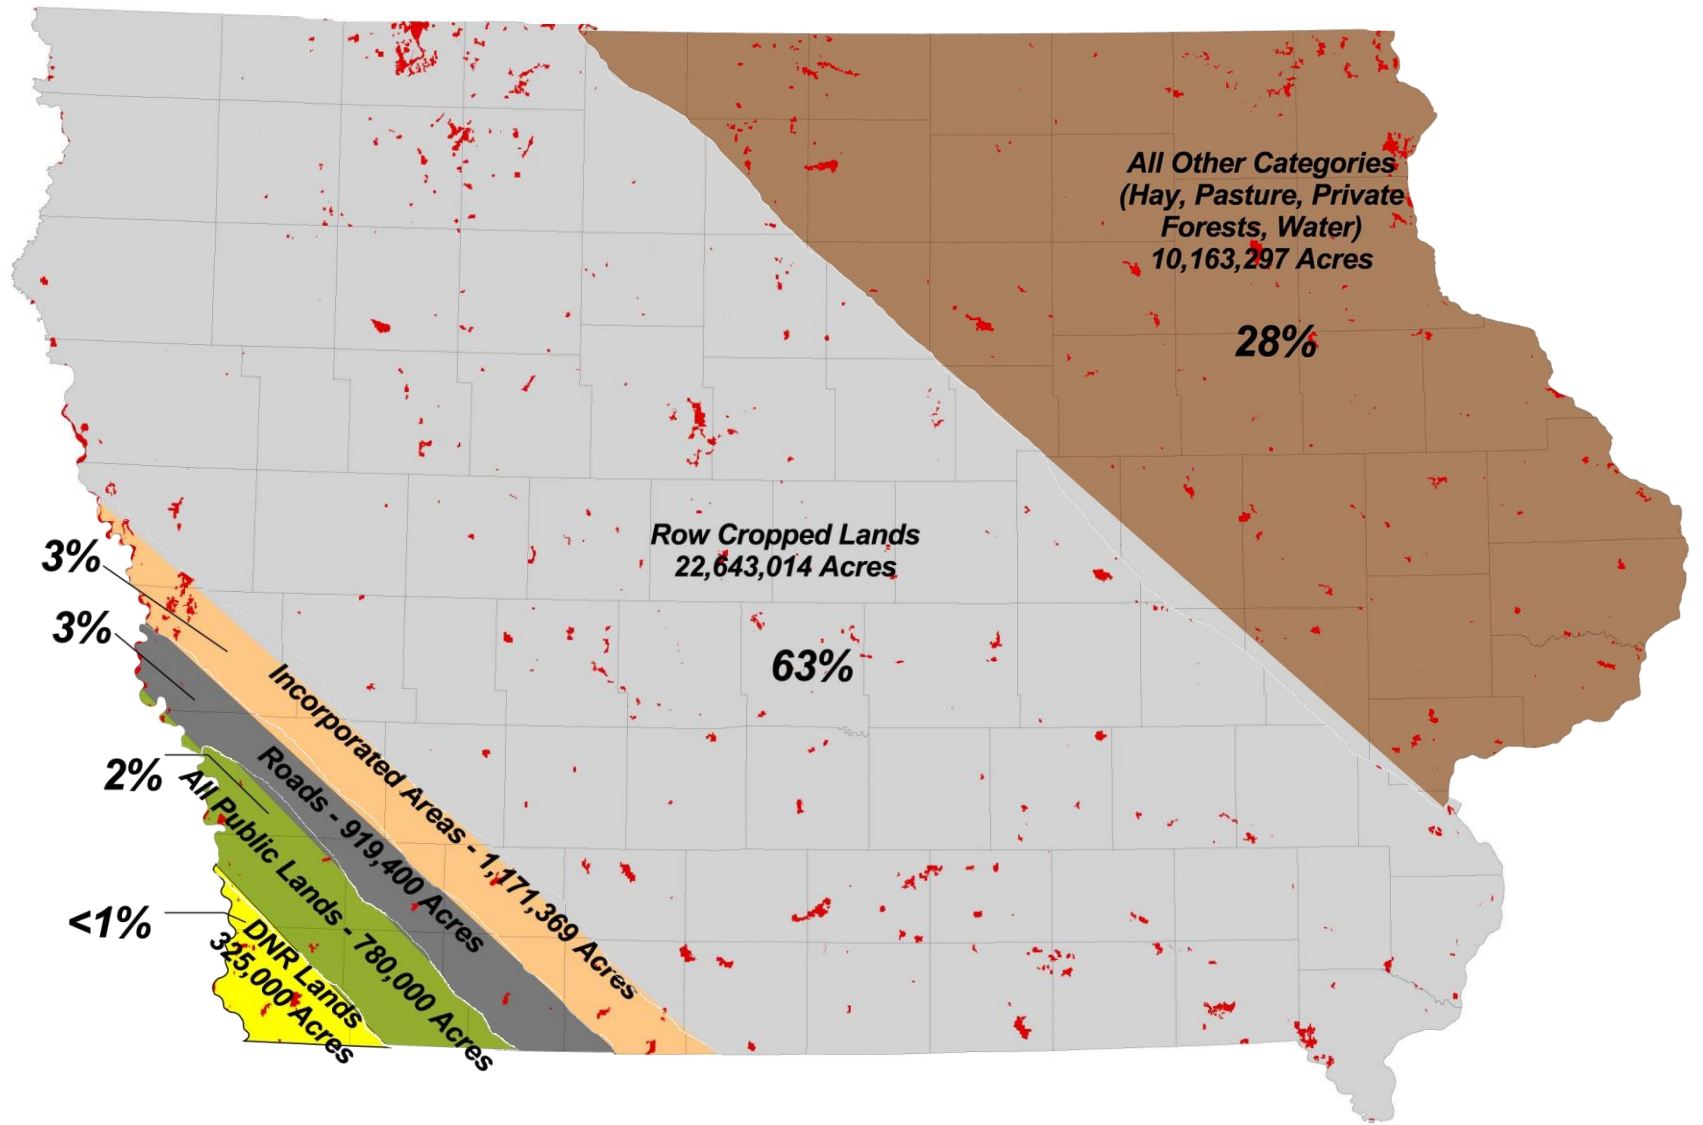 All Other Categories
(Hay, Pasture, Private
Forests, Water)
10,163,297 Acres
28%
Row Cropped Lands
22,643,014 Acres
63%
3%
Incorporated Areas - 1,171,369 Acres
3%
Roads - 919,400 Acres
2%
All Public Lands - 780,000 Acres
<1%
DNR Lands
325,000 Acres